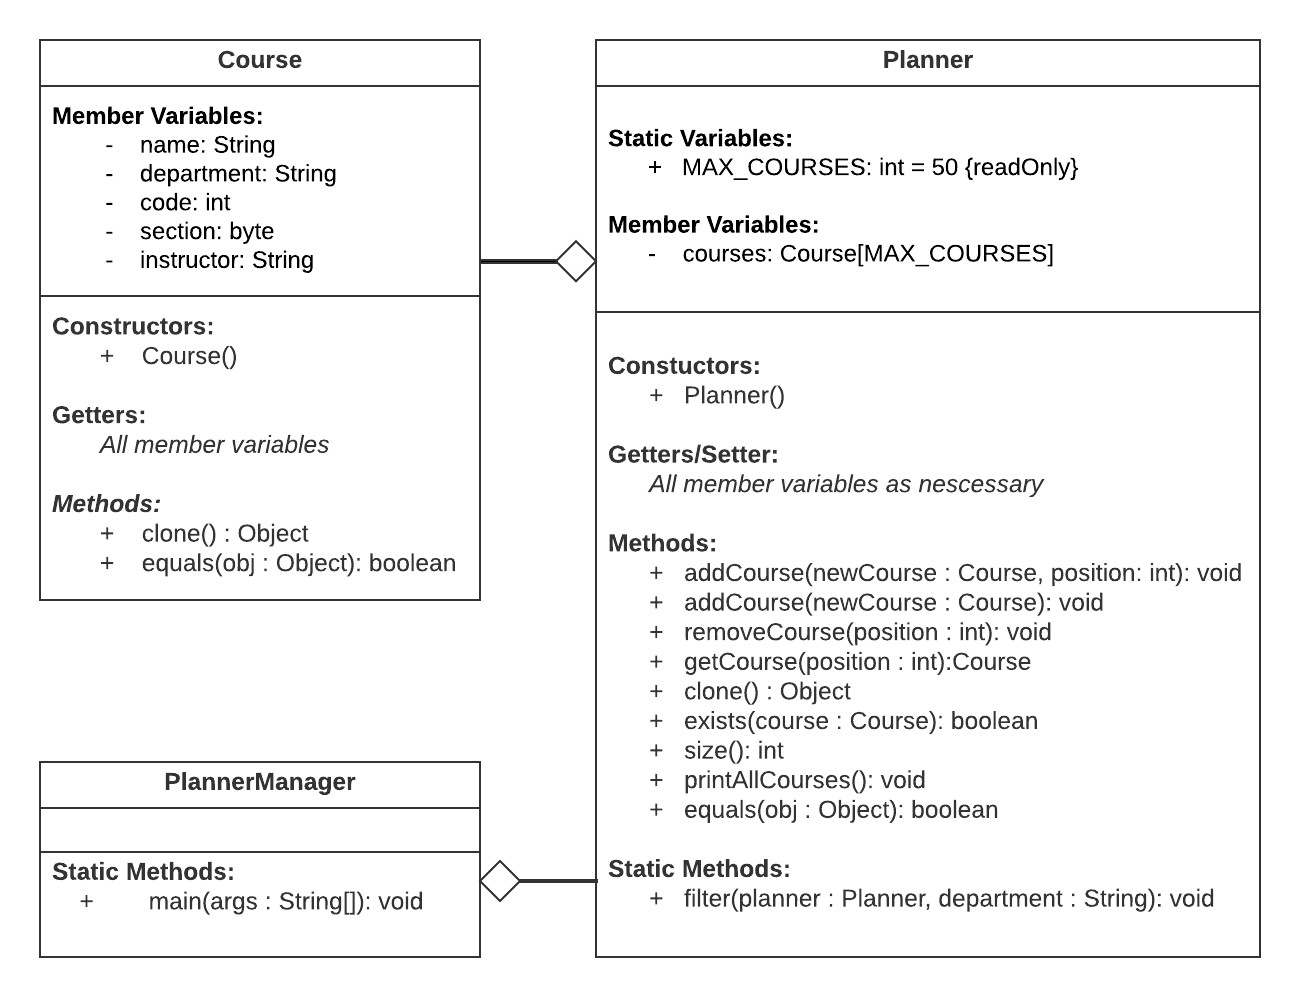 Course
Member Variables:
- name: String
- department: String
- code: int
- section: byte
- instructor: String
Constructors:
+ Course()
Getters:
All member variables
Methods:
+ clone() : Object
+ equals(obj : Object): boolean
Planner
Static Variables:
+ MAX_COURSES: int = 50 {readOnly}
Member Variables:
- courses: Course[MAX_COURSES]
Constuctors:
+ Planner()
Getters/Setter:
All member variables as nescessary
Methods:
+ addCourse(newCourse : Course, position: int): void
+ addCourse(newCourse : Course): void
+ removeCourse(position : int): void
+ getCourse(position : int):Course
+ clone() : Object
+ exists(course : Course): boolean
+ size(): int
+ printAllCourses(): void
+ equals(obj : Object): boolean
Static Methods:
+ filter(planner : Planner, department : String): void
PlannerManager
Static Methods:
+ main(args : String[]): void